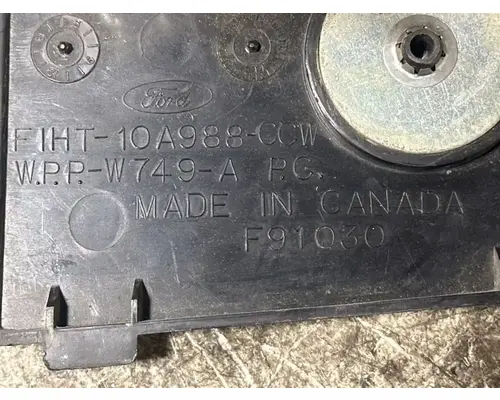 Ford
F1HT-10A988-CCW
W.P.P.-W749-A P.G.
MADE IN CANADA
F91030